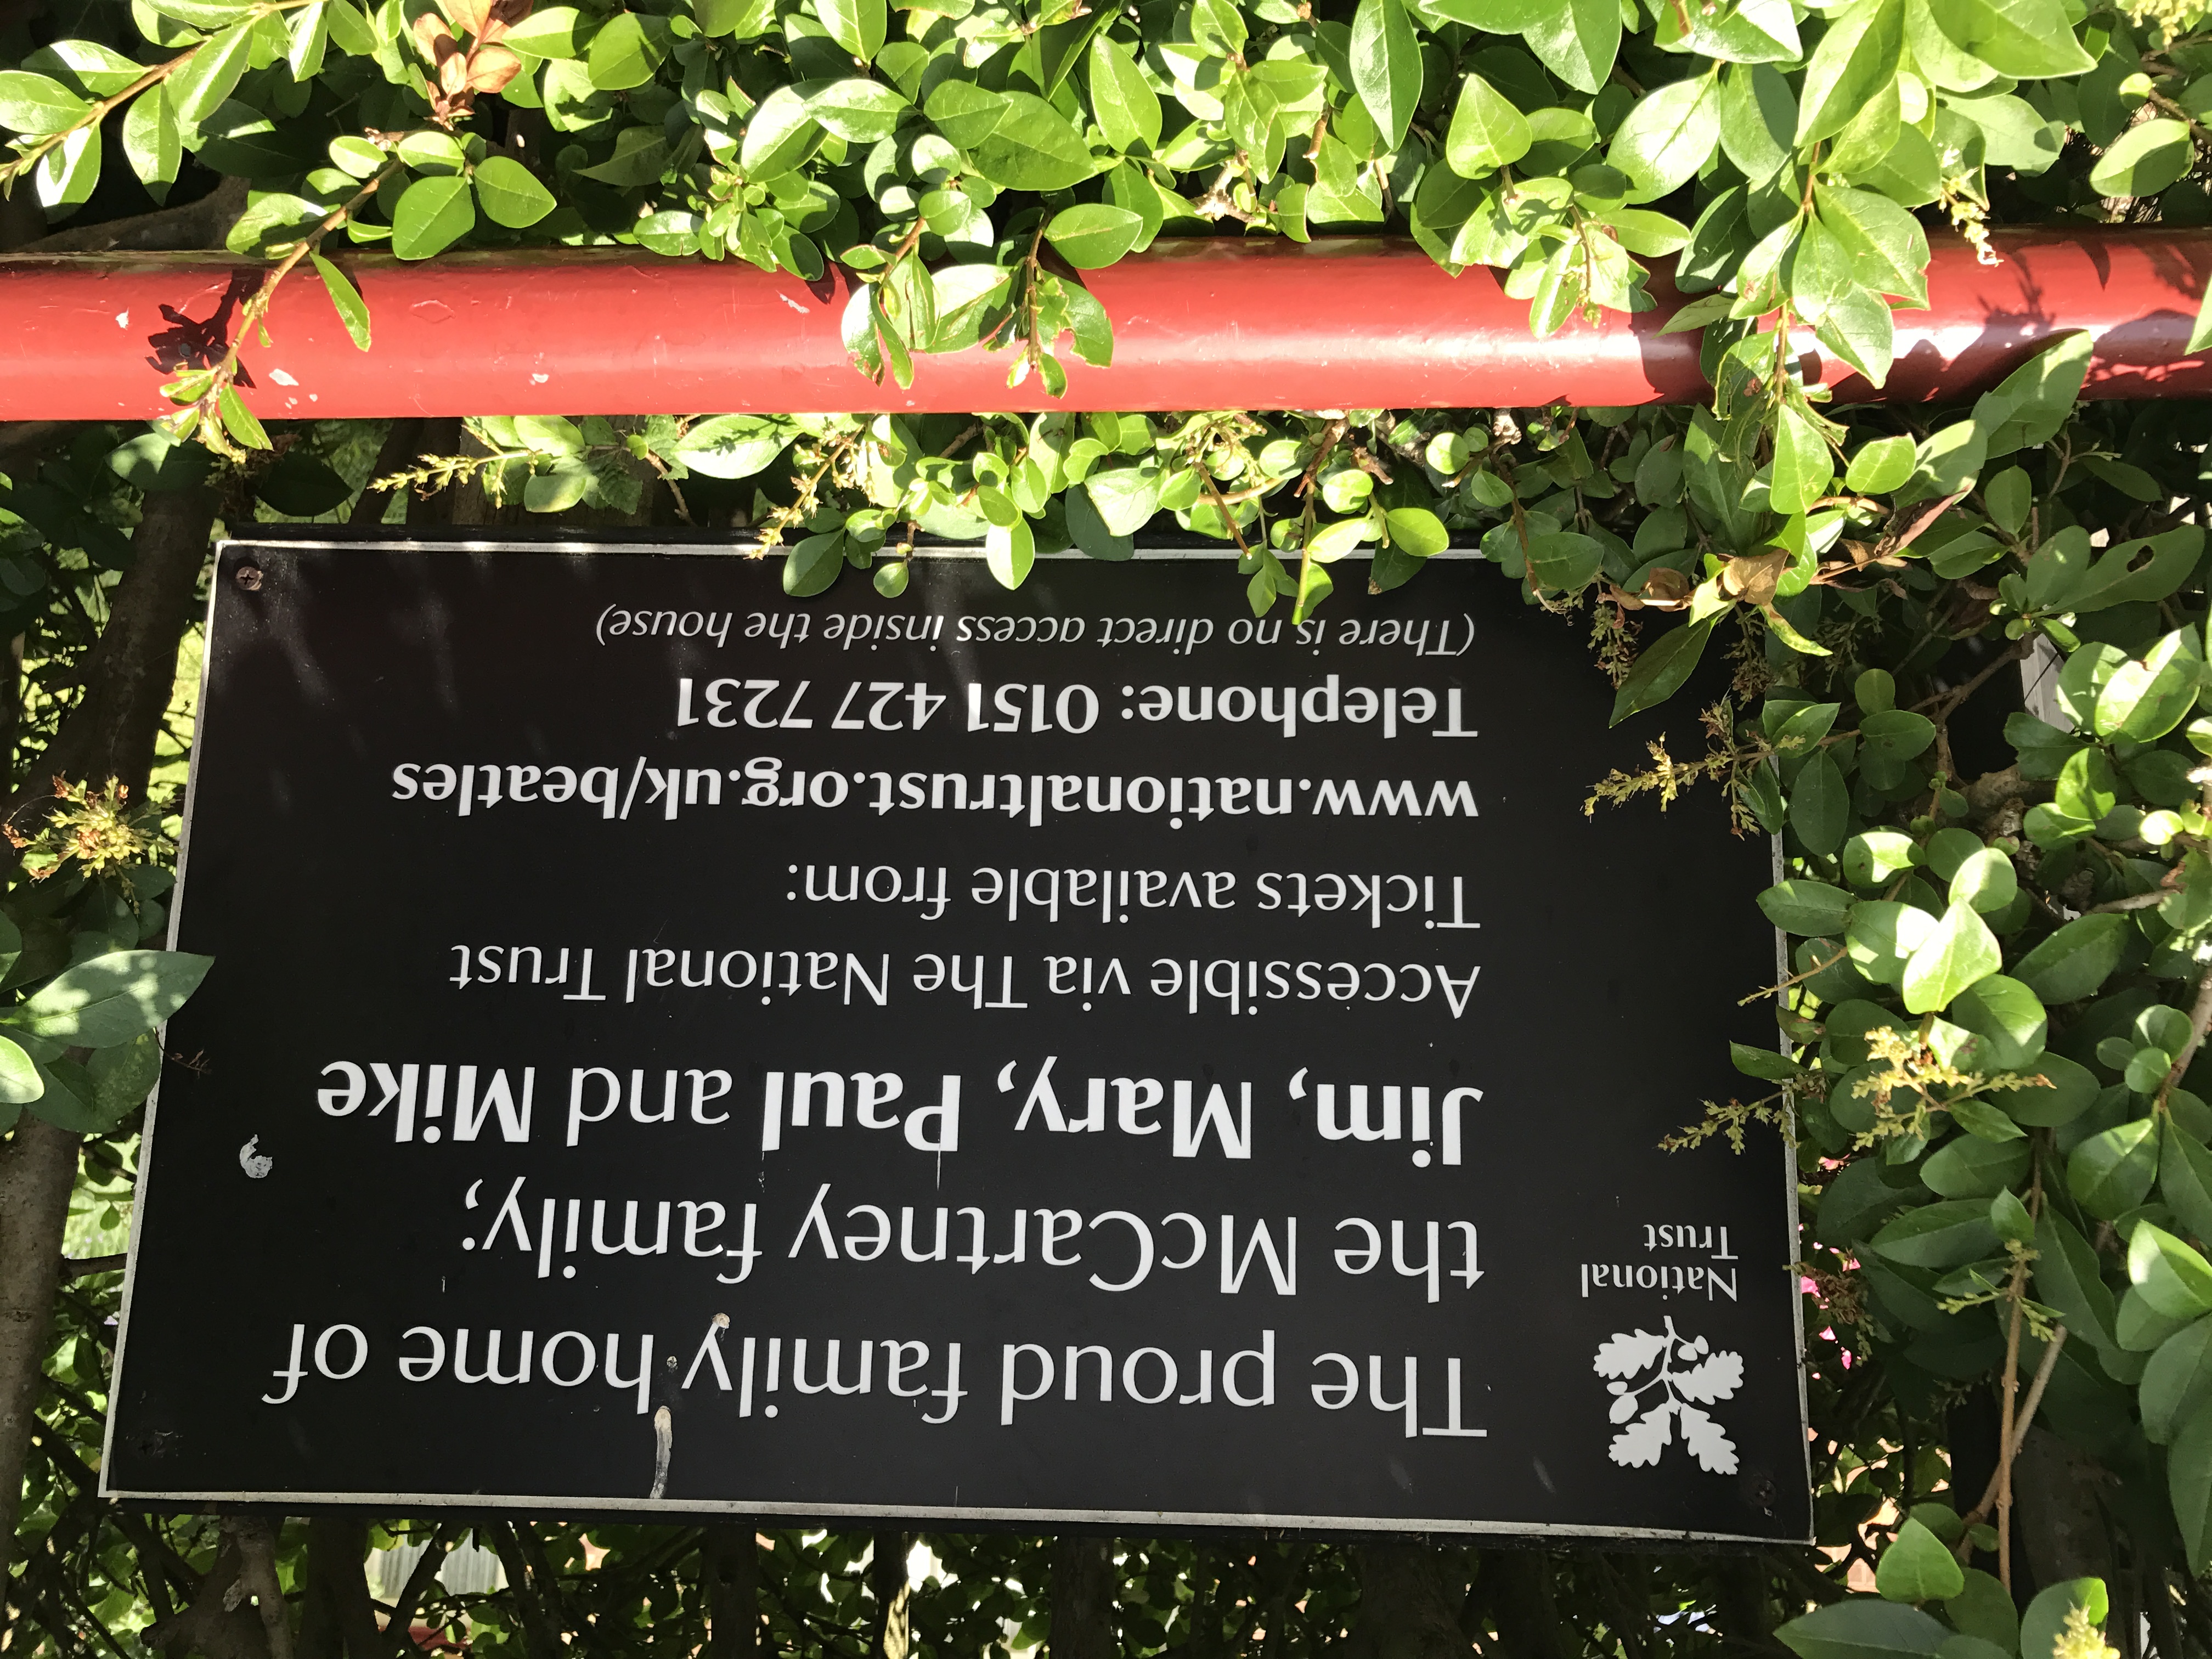 National
Trust
The proud family home of
the McCartney family;
Jim, Mary, Paul and Mike
Accessible via The National Trust
Tickets available from:
www.nationaltrust.org.uk/beatles
Telephone: 0151 427 7231
(There is no direct access inside the house)